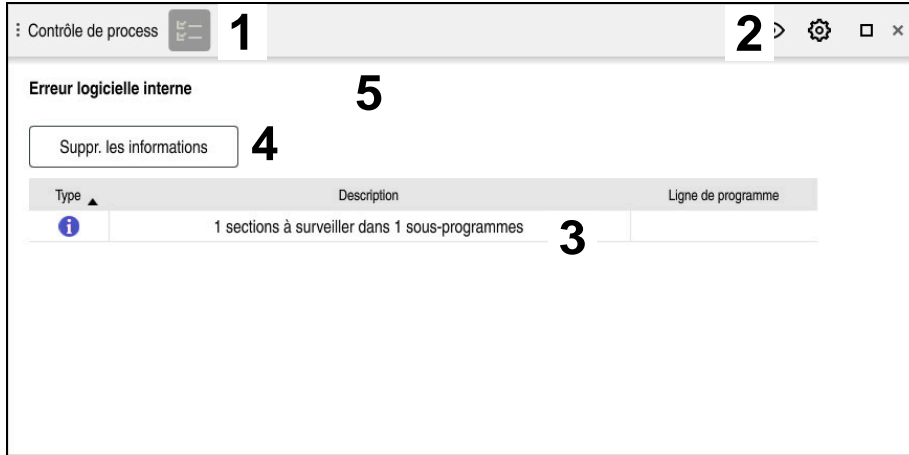 Contrôle de process 1 2
Erreur logicielle interne 5
Suppr. les informations 4
Type Description Ligne de programme
1 sections à surveiller dans 1 sous-programmes 3